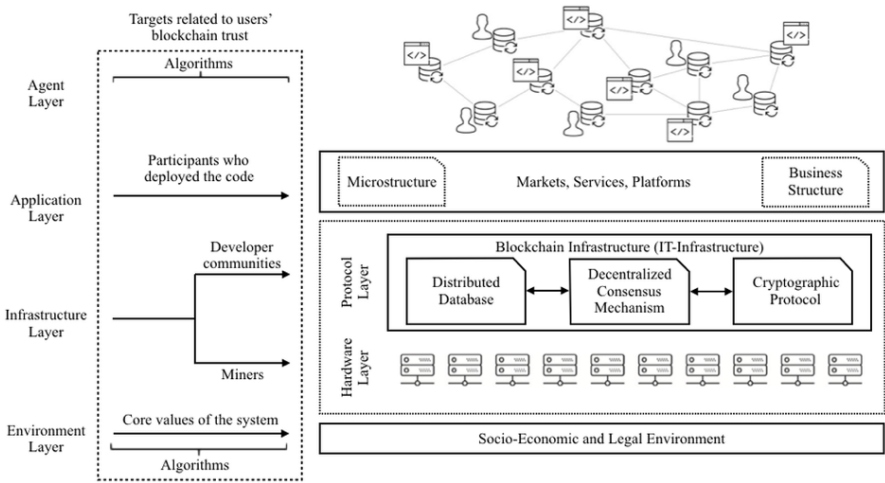 Targets related to users'
blockchain trust
Agent
Layer
Algorithms
</>
</>
</>
</>
</>
</>
Application
Layer
Participants who
deployed the code
Microstructure
Markets, Services, Platforms
Business
Structure
Infrastructure
Layer
Developer
communities
Miners
Protocol
Layer
Blockchain Infrastructure (IT-Infrastructure)
Distributed
Database
Decentralized
Consensus
Mechanism
Cryptographic
Protocol
Hardware
Layer
Environment
Layer
Core values of the system
Algorithms
Socio-Economic and Legal Environment